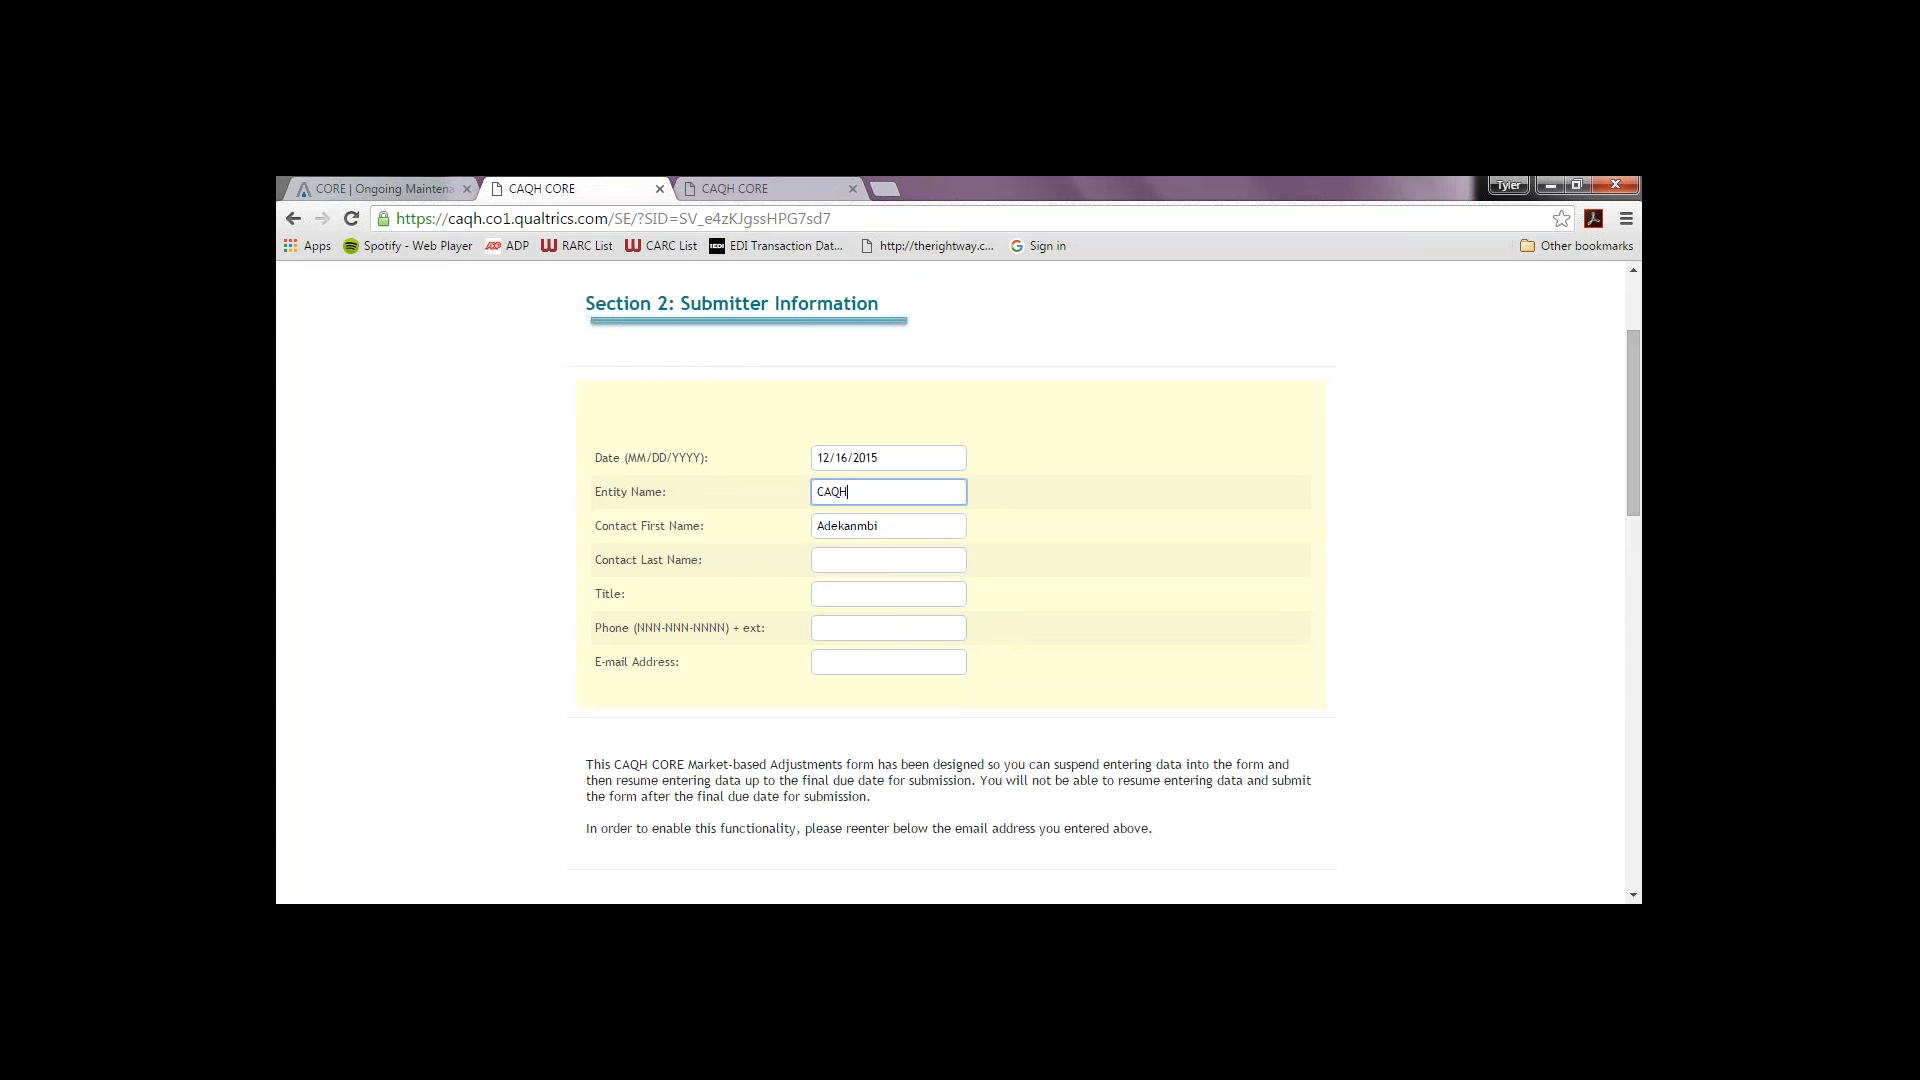 CORE | Ongoing Maintena
CAQH CORE
CAQH CORE
Tyler
https://caqh.co1.qualtrics.com/SE/?SID=SV_e4zKJgssHPG7sd7
Apps
Spotify - Web Player
ADP
RARC List
CARC List
EDI Transaction Dat...
http://therightway.c...
Sign in
Other bookmarks
Section 2: Submitter Information
Date (MM/DD/YYYY): 12/16/2015
Entity Name: CAQH
Contact First Name: Adekanmbi
Contact Last Name:
Title:
Phone (NNN-NNN-NNNN) + ext:
E-mail Address:
This CAQH CORE Market-based Adjustments form has been designed so you can suspend entering data into the form and
then resume entering data up to the final due date for submission. You will not be able to resume entering data and submit
the form after the final due date for submission.
In order to enable this functionality, please reenter below the email address you entered above.